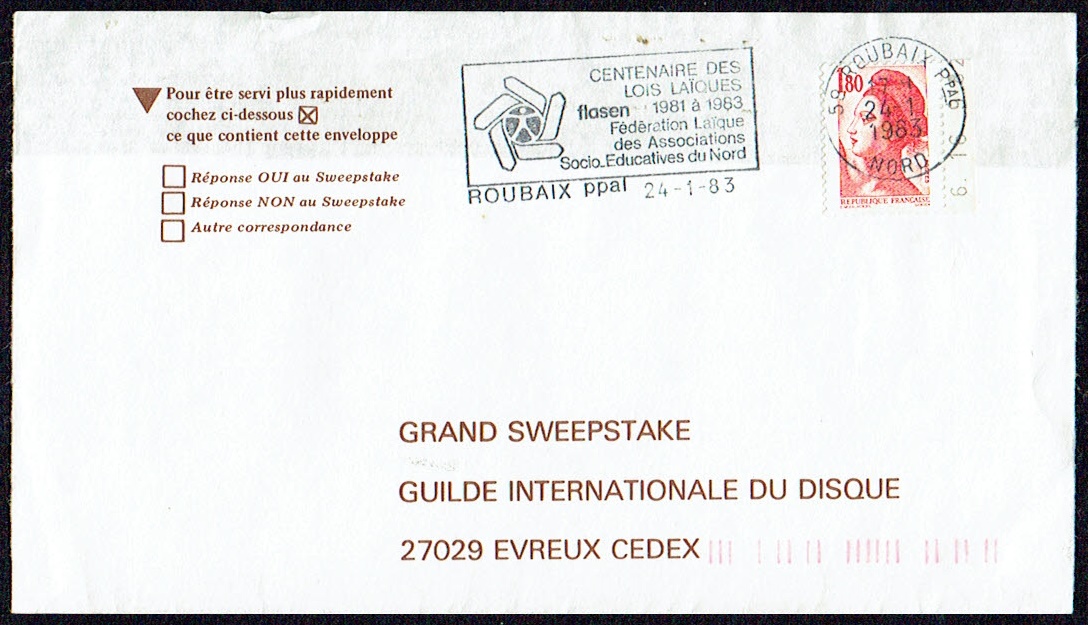 Pour être servi plus rapidement
cochez ci-dessous ☒
ce que contient cette enveloppe
Réponse OUI au Sweepstake
Réponse NON au Sweepstake
Autre correspondance
CENTENAIRE DES
LOIS LAÏQUES
flasen 1981 à 1983
Fédération Laïque
des Associations
Socio_Educatives du Nord
ROUBAIX ppal 24-1-83
59 ROUBAIX PPAL
24-1
1983
NORD
1,80
REPUBLIQUE FRANÇAISE
GRAND SWEEPSTAKE
GUILDE INTERNATIONALE DU DISQUE
27029 EVREUX CEDEX